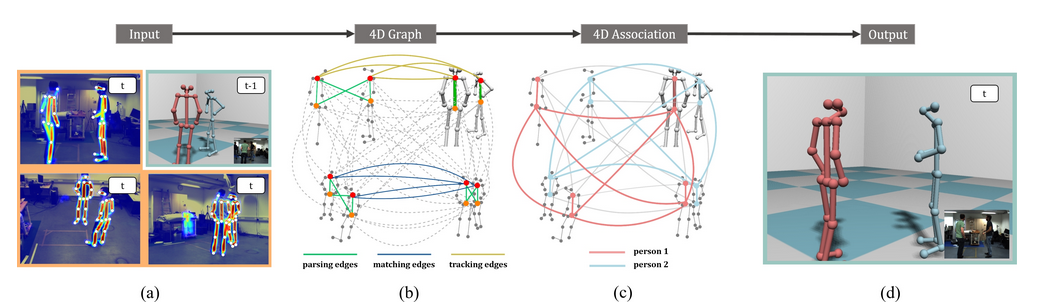 Input
4D Graph
4D Association
Output
t
t-1
t
t
t
parsing edges
matching edges
tracking edges
person 1
person 2
(a)
(b)
(c)
(d)